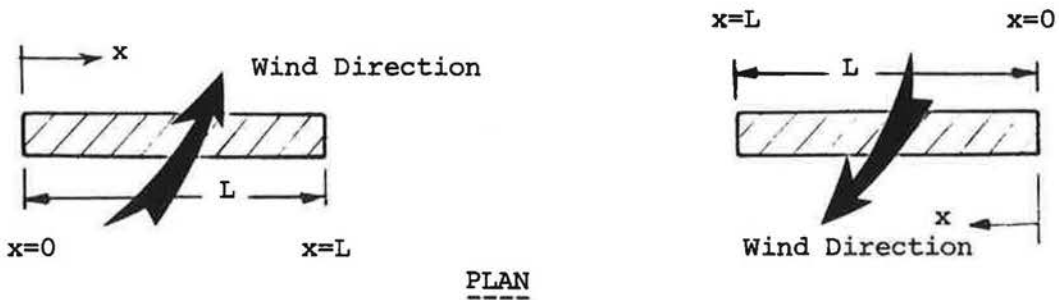 x=L x=0
x L
Wind Direction
L x
x=0 x=L Wind Direction
PLAN